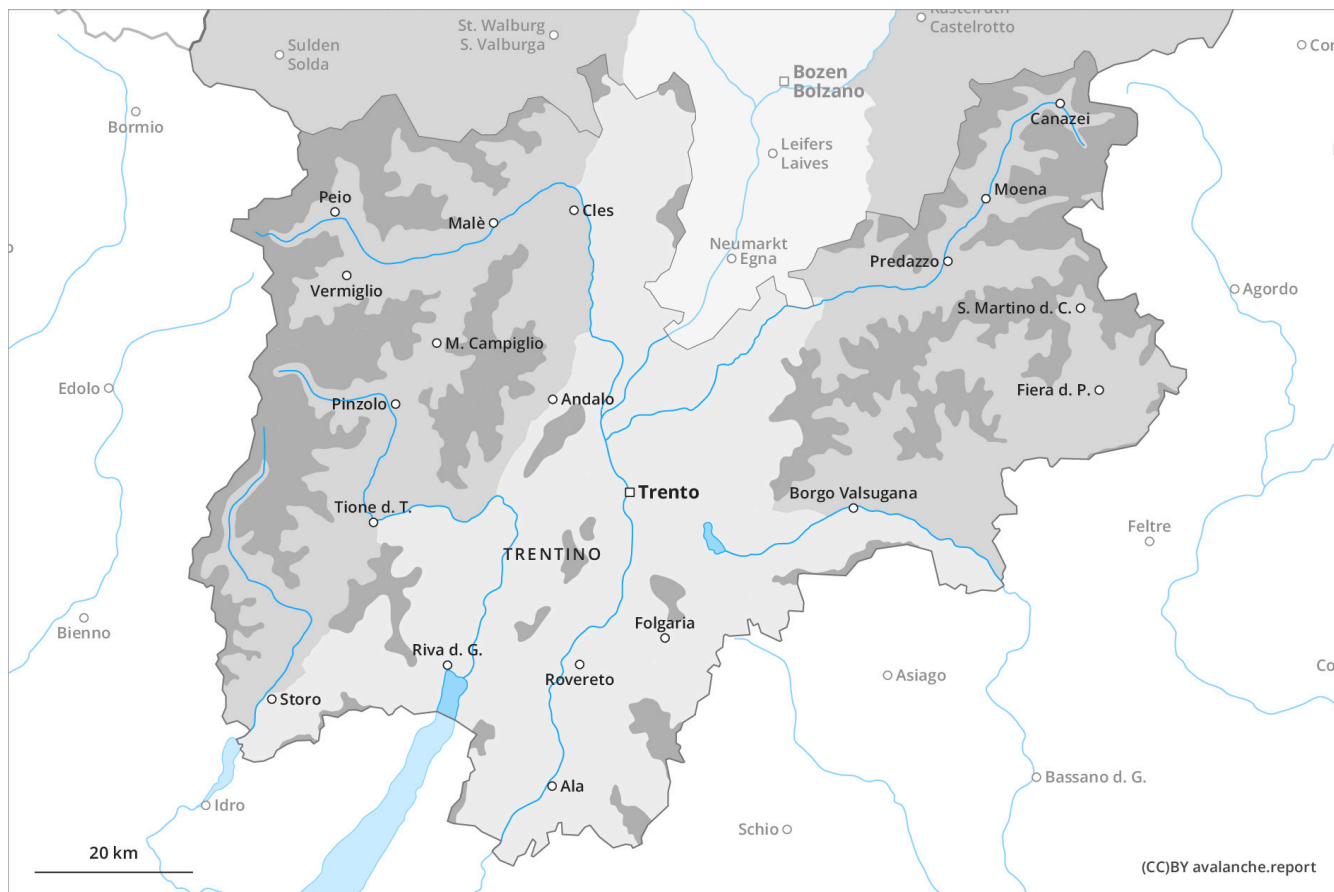 Kastelruth
Castelrotto
St. Walburg
S. Valburga
Sulden
Solda
Bozen
Bolzano
Bormio
Canazei
Leifers
Laives
Moena
Peio
Malè
Cles
Neumarkt
Egna
Predazzo
Vermiglio
Agordo
S. Martino d. C.
M. Campiglio
Edolo
Fiera d. P.
Pinzolo
Andalo
Trento
Borgo Valsugana
Tione d. T.
Feltre
TRENTINO
Bienno
Folgaria
Riva d. G.
Rovereto
Asiago
Storo
Bassano d. G.
Ala
Idro
Schio
20 km
(CC)BY avalanche.report